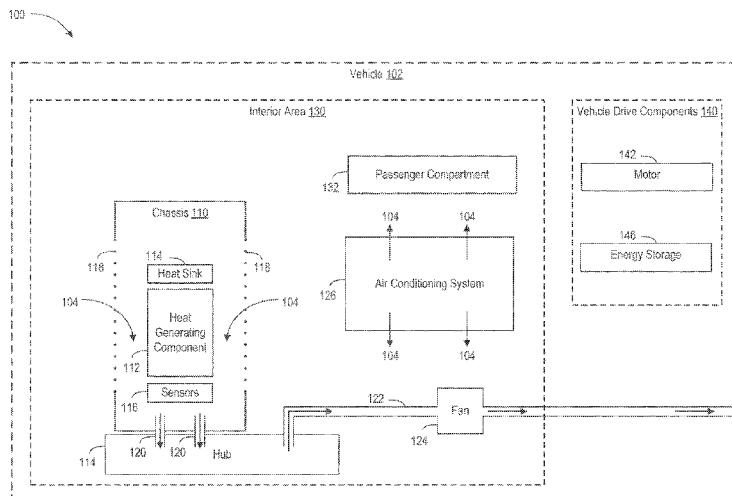 100
Vehicle 102
Interior Area 130
Vehicle Drive Components 140
142
Motor
132
Passenger Compartment
Chassis 110
146
Energy Storage
104
104
118
114
118
Heat Sink
126
Air Conditioning System
104
104
Heat
Generating
Component
112
104
104
116
Sensors
122
Fan
124
120
120
Hub
114